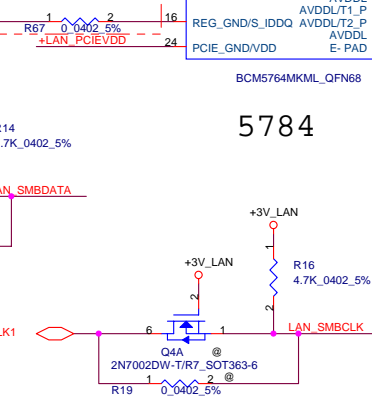 AVDDL/T1_P
1 2 16 REG_GND/S_IDDQ AVDDL/T2_P
R67 0_0402_5% AVDDL
+LAN_PCIEVDD 24 PCIE_GND/VDD E- PAD
BCM5764MKML_QFN68
5784
4.7K_0402_5%
LAN_SMBDATA
+3V_LAN
+3V_LAN
1
R16
4.7K_0402_5%
2
2
6 1 LAN_SMBCLK
Q4A @
2N7002DW-T/R7_SOT363-6
1 2 @
R19 0_0402_5%